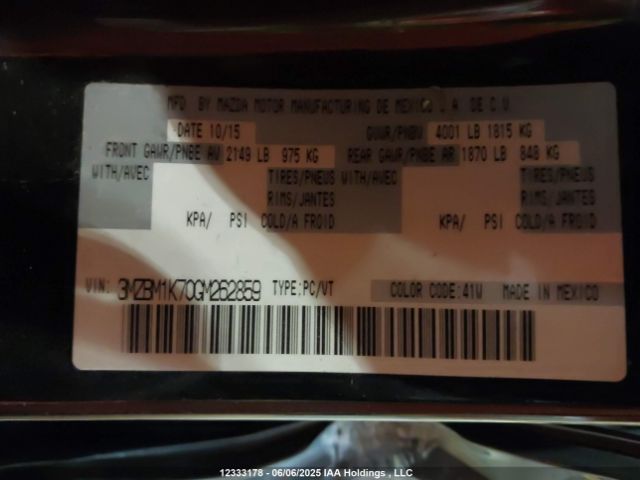 MFD BY MAZDA MOTOR MANUFACTURING DE MEXICO S.A. DE C.V.
DATE 10/15 GVWR/PNBV 4001 LB 1815 KG
FRONT GAWR/PNBE AV 2149 LB 975 KG REAR GAWR/PNBE AR 1870 LB 848 KG
WITH/AVEC TIRES/PNEUS WITH/AVEC TIRES/PNEUS
RIMS/JANTES RIMS/JANTES
KPA/ PSI COLD/A FROID KPA/ PSI COLD/A FROID
VIN: 3MZBM1K70GM262859 TYPE:PC/VT COLOR CODE:41W MADE IN MEXICO
12333178 - 06/06/2025 IAA Holdings , LLC